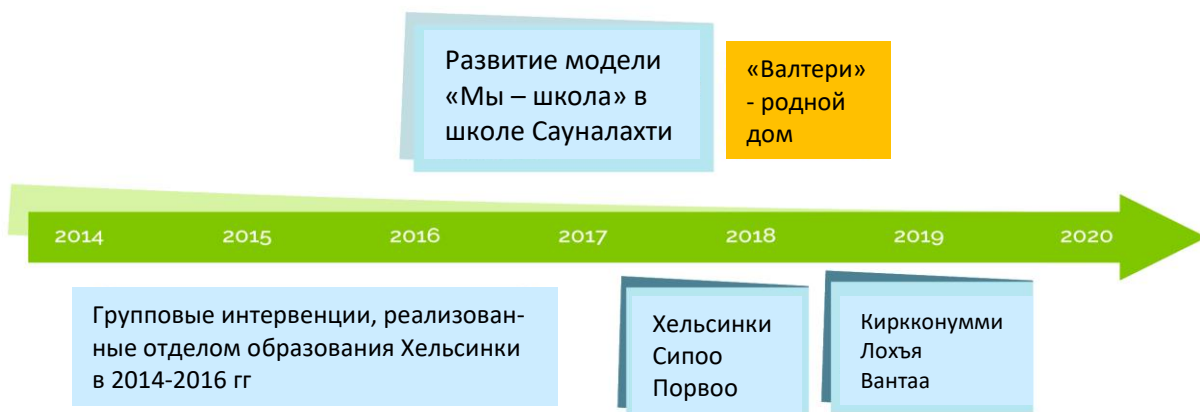 Развитие модели
«Мы – школа» в
школе Сауналахти
«Валтери»
- родной
дом
2014 2015 2016 2017 2018 2019 2020
Групповые интервенции, реализован-
ные отделом образования Хельсинки
в 2014-2016 гг
Хельсинки
Сипоо
Порвоо
Киркконумми
Лохъя
Вантаа